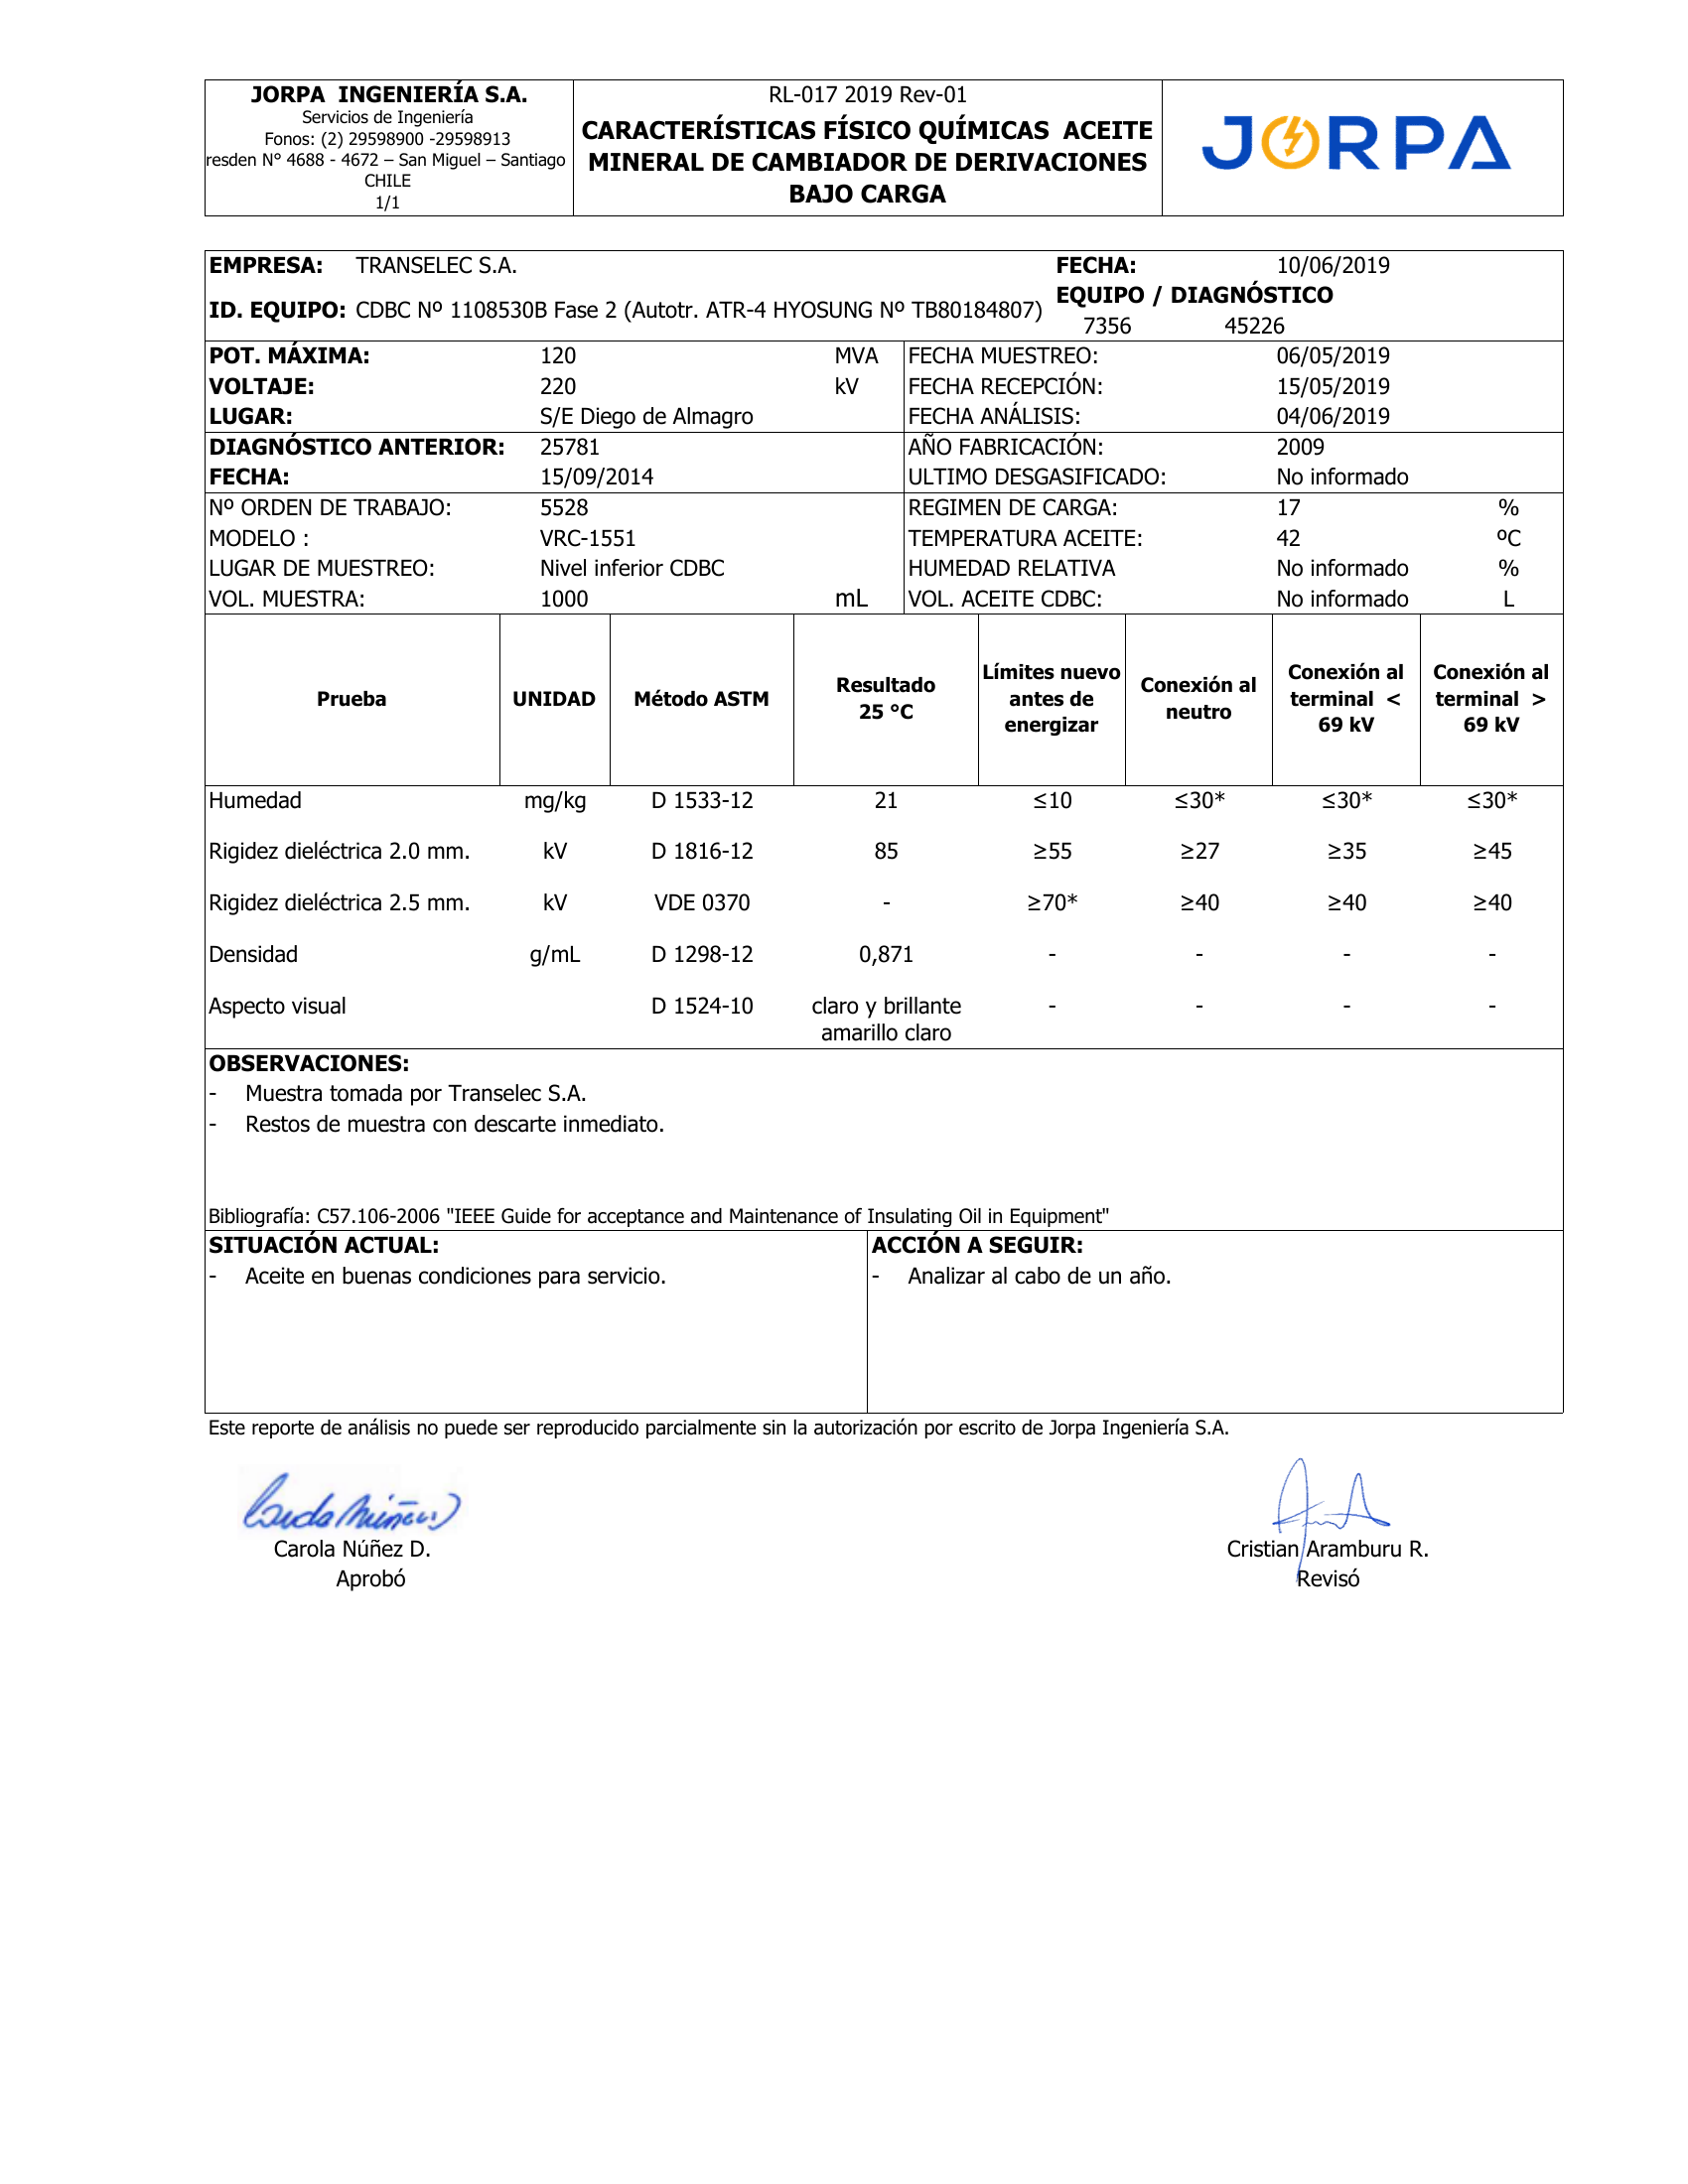 JORPA  INGENIERÍA S.A.
Servicios de Ingeniería
Fonos: (2) 29598900 -29598913
resden N° 4688 - 4672 – San Miguel – Santiago
CHILE
1/1
RL-017 2019 Rev-01
CARACTERÍSTICAS FÍSICO QUÍMICAS  ACEITE
MINERAL DE CAMBIADOR DE DERIVACIONES
BAJO CARGA
JORPA
EMPRESA: TRANSELEC S.A. FECHA: 10/06/2019
ID. EQUIPO: CDBC Nº 1108530B Fase 2 (Autotr. ATR-4 HYOSUNG Nº TB80184807) EQUIPO / DIAGNÓSTICO
7356 45226
POT. MÁXIMA: 120 MVA FECHA MUESTREO: 06/05/2019
VOLTAJE: 220 kV FECHA RECEPCIÓN: 15/05/2019
LUGAR: S/E Diego de Almagro FECHA ANÁLISIS: 04/06/2019
DIAGNÓSTICO ANTERIOR: 25781 AÑO FABRICACIÓN: 2009
FECHA: 15/09/2014 ULTIMO DESGASIFICADO: No informado
Nº ORDEN DE TRABAJO: 5528 REGIMEN DE CARGA: 17 %
MODELO : VRC-1551 TEMPERATURA ACEITE: 42 ºC
LUGAR DE MUESTREO: Nivel inferior CDBC HUMEDAD RELATIVA No informado %
VOL. MUESTRA: 1000 mL VOL. ACEITE CDBC: No informado L
Prueba UNIDAD Método ASTM Resultado 25 °C Límites nuevo antes de energizar Conexión al neutro Conexión al terminal < 69 kV Conexión al terminal > 69 kV
Humedad mg/kg D 1533-12 21 ≤10 ≤30* ≤30* ≤30*
Rigidez dieléctrica 2.0 mm. kV D 1816-12 85 ≥55 ≥27 ≥35 ≥45
Rigidez dieléctrica 2.5 mm. kV VDE 0370 - ≥70* ≥40 ≥40 ≥40
Densidad g/mL D 1298-12 0,871 - - - -
Aspecto visual D 1524-10 claro y brillante - - - -
amarillo claro
OBSERVACIONES:
- Muestra tomada por Transelec S.A.
- Restos de muestra con descarte inmediato.
Bibliografía: C57.106-2006 "IEEE Guide for acceptance and Maintenance of Insulating Oil in Equipment"
SITUACIÓN ACTUAL: ACCIÓN A SEGUIR:
- Aceite en buenas condiciones para servicio. - Analizar al cabo de un año.
Este reporte de análisis no puede ser reproducido parcialmente sin la autorización por escrito de Jorpa Ingeniería S.A.
Carola Núñez D. Cristian Aramburu R.
Aprobó Revisó